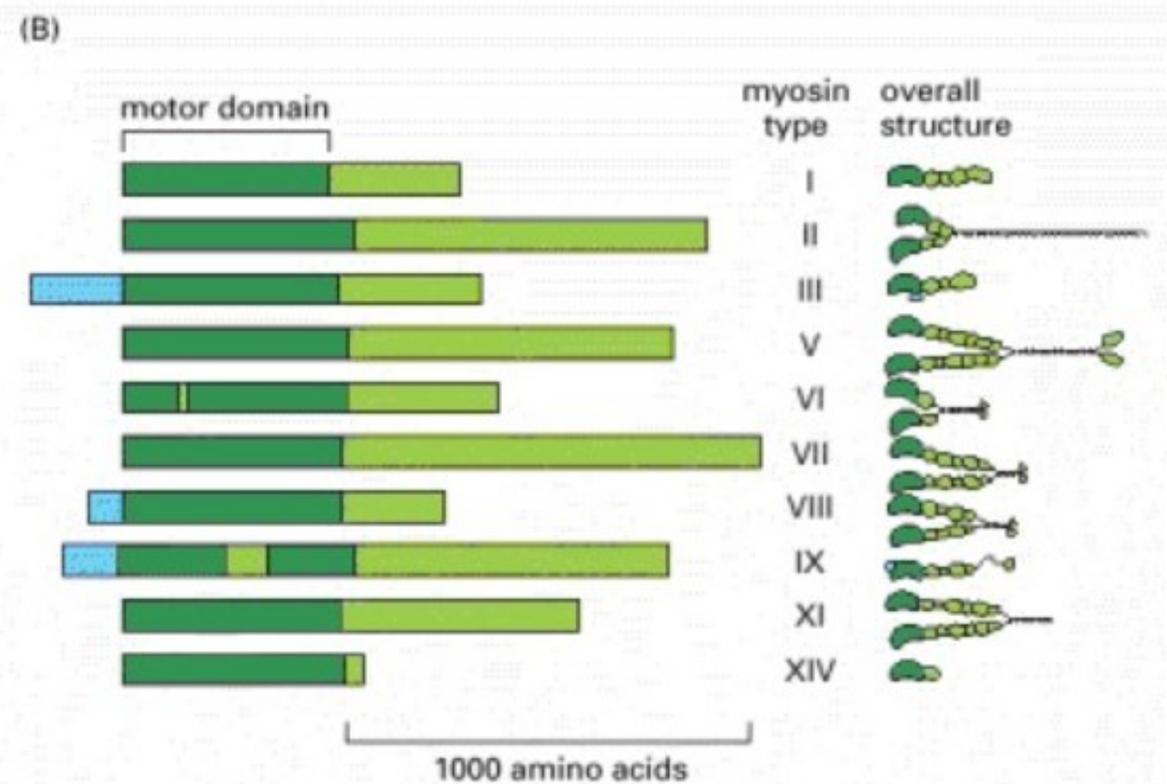 (B)
motor domain
myosin type
overall structure
I
II
III
V
VI
VII
VIII
IX
XI
XIV
1000 amino acids